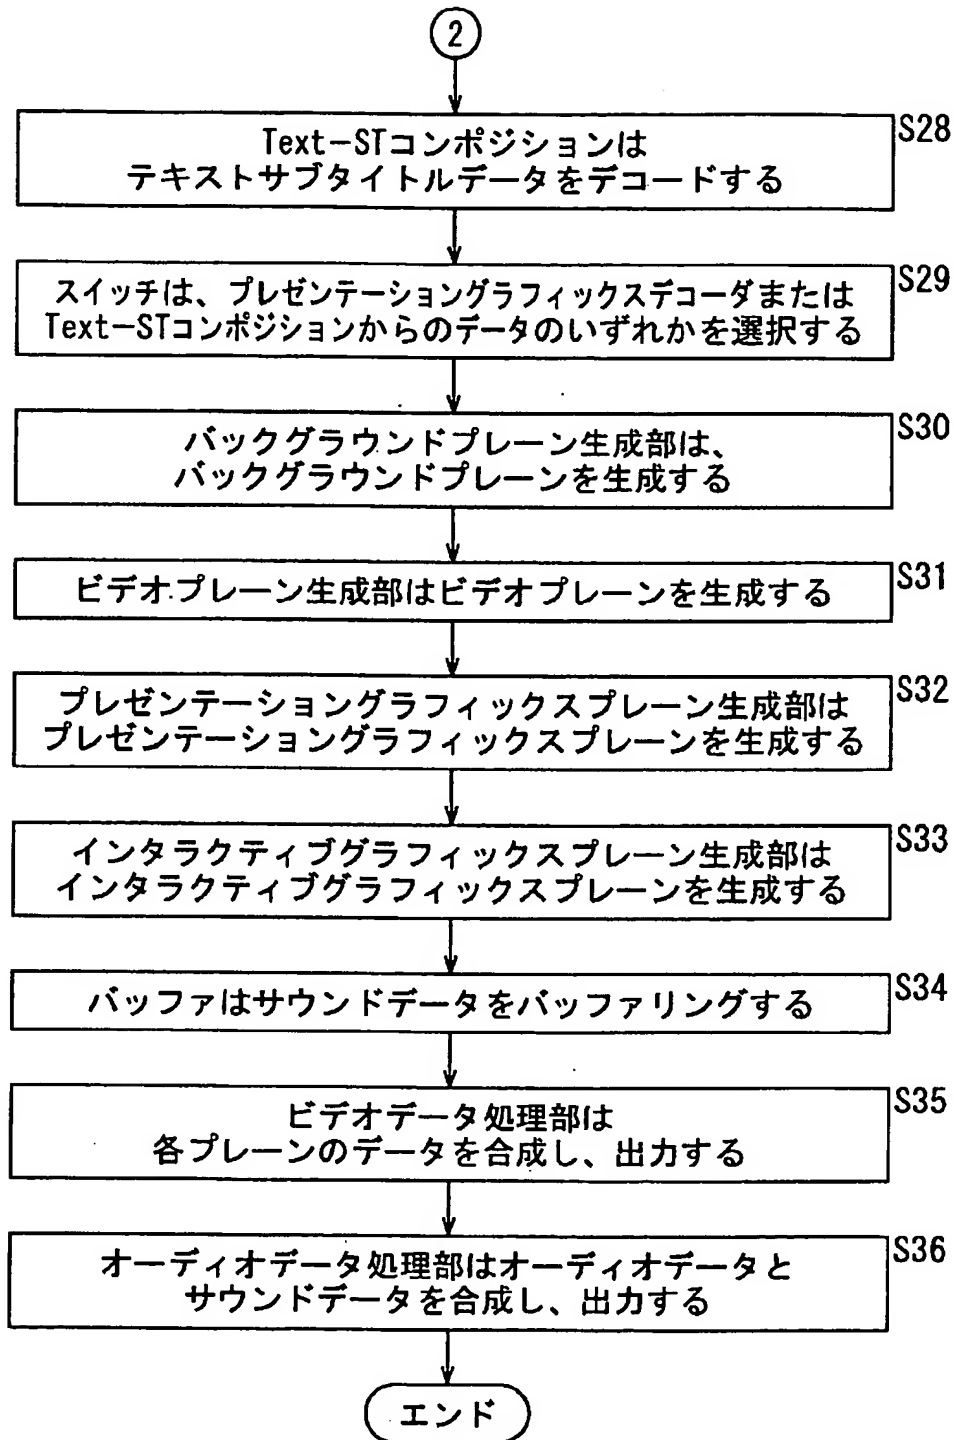 2
S28
Text-STコンポジションは
テキストサブタイトルデータをデコードする
S29
スイッチは、プレゼンテーショングラフィックスデコーダまたは
Text-STコンポジションからのデータのいずれかを選択する
S30
バックグラウンドプレーン生成部は、
バックグラウンドプレーンを生成する
S31
ビデオプレーン生成部はビデオプレーンを生成する
S32
プレゼンテーショングラフィックスプレーン生成部は
プレゼンテーショングラフィックスプレーンを生成する
S33
インタラクティブグラフィックスプレーン生成部は
インタラクティブグラフィックスプレーンを生成する
S34
バッファはサウンドデータをバッファリングする
S35
ビデオデータ処理部は
各プレーンのデータを合成し、出力する
S36
オーディオデータ処理部はオーディオデータと
サウンドデータを合成し、出力する
エンド